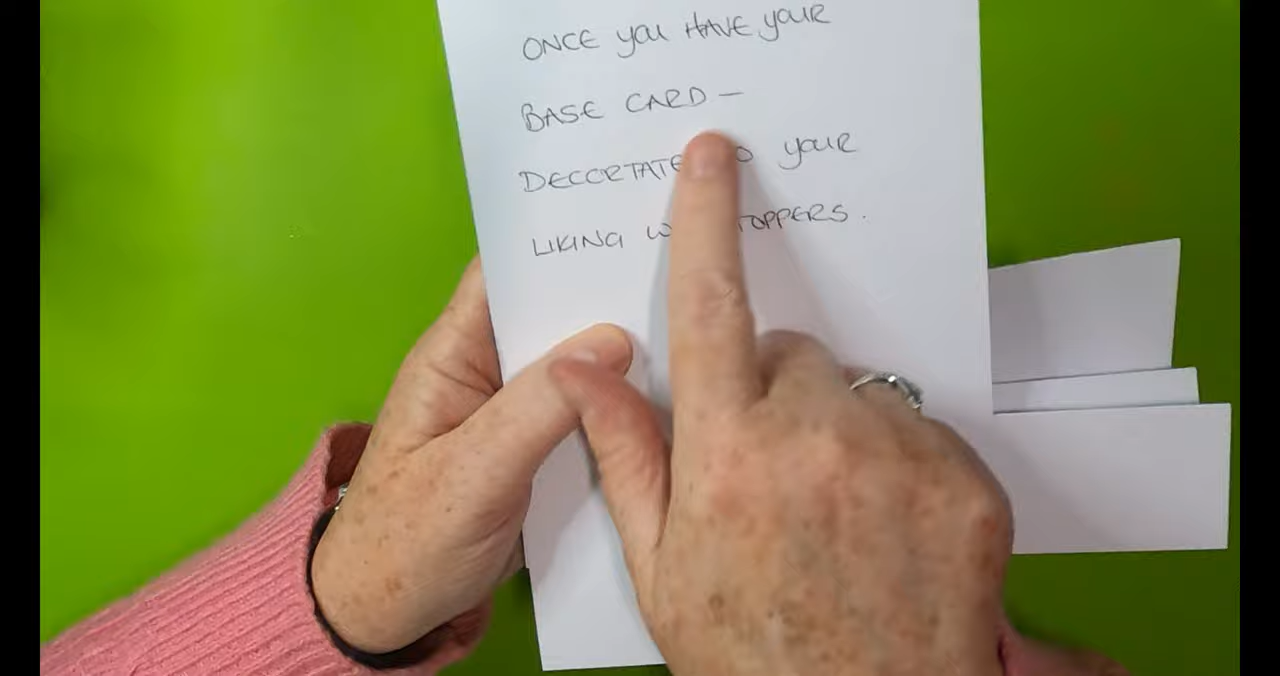 ONCE YOU HAVE YOUR
BASE CARD –
DECORTATE YOUR
LIKING TOPPERS.